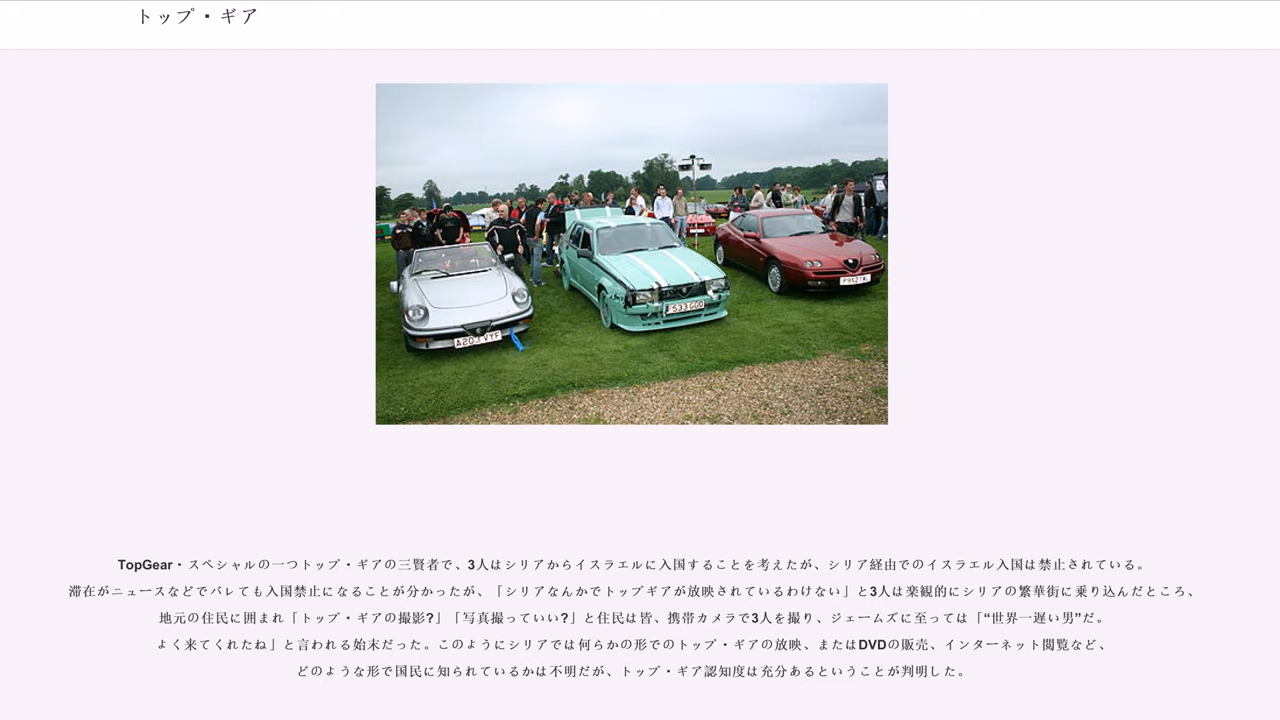 トップ・ギア
A203 VYF
TopGear・スペシャルの一つトップ・ギアの三賢者で、3人はシリアからイスラエルに入国することを考えたが、シリア経由でのイスラエル入国は禁止されている。
滞在がニュースなどでバレても入国禁止になることが分かったが、「シリアなんかでトップギアが放映されているわけない」と3人は楽観的にシリアの繁華街に乗り込んだところ、
地元の住民に囲まれ「トップ・ギアの撮影?」「写真撮っていい?」と住民は皆、携帯カメラで3人を撮り、ジェームズに至っては「“世界一遅い男”だ。
よく来てくれたね」と言われる始末だった。このようにシリアでは何らかの形でのトップ・ギアの放映、またはDVDの販売、インターネット閲覧など、
どのような形で国民に知られているかは不明だが、トップ・ギア認知度は充分あるということが判明した。